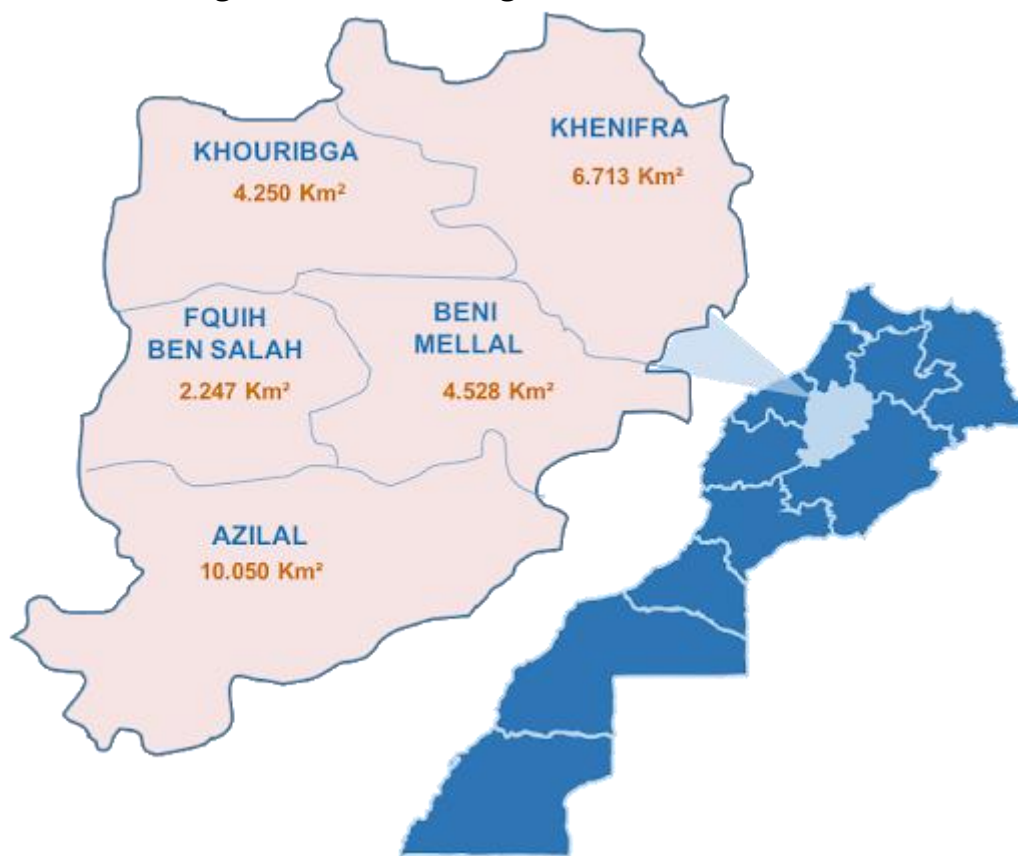 KHENIFRA
6.713 Km²
KHOURIBGA
4.250 Km²
FQUIH
BEN SALAH
2.247 Km²
BENI
MELLAL
4.528 Km²
AZILAL
10.050 Km²